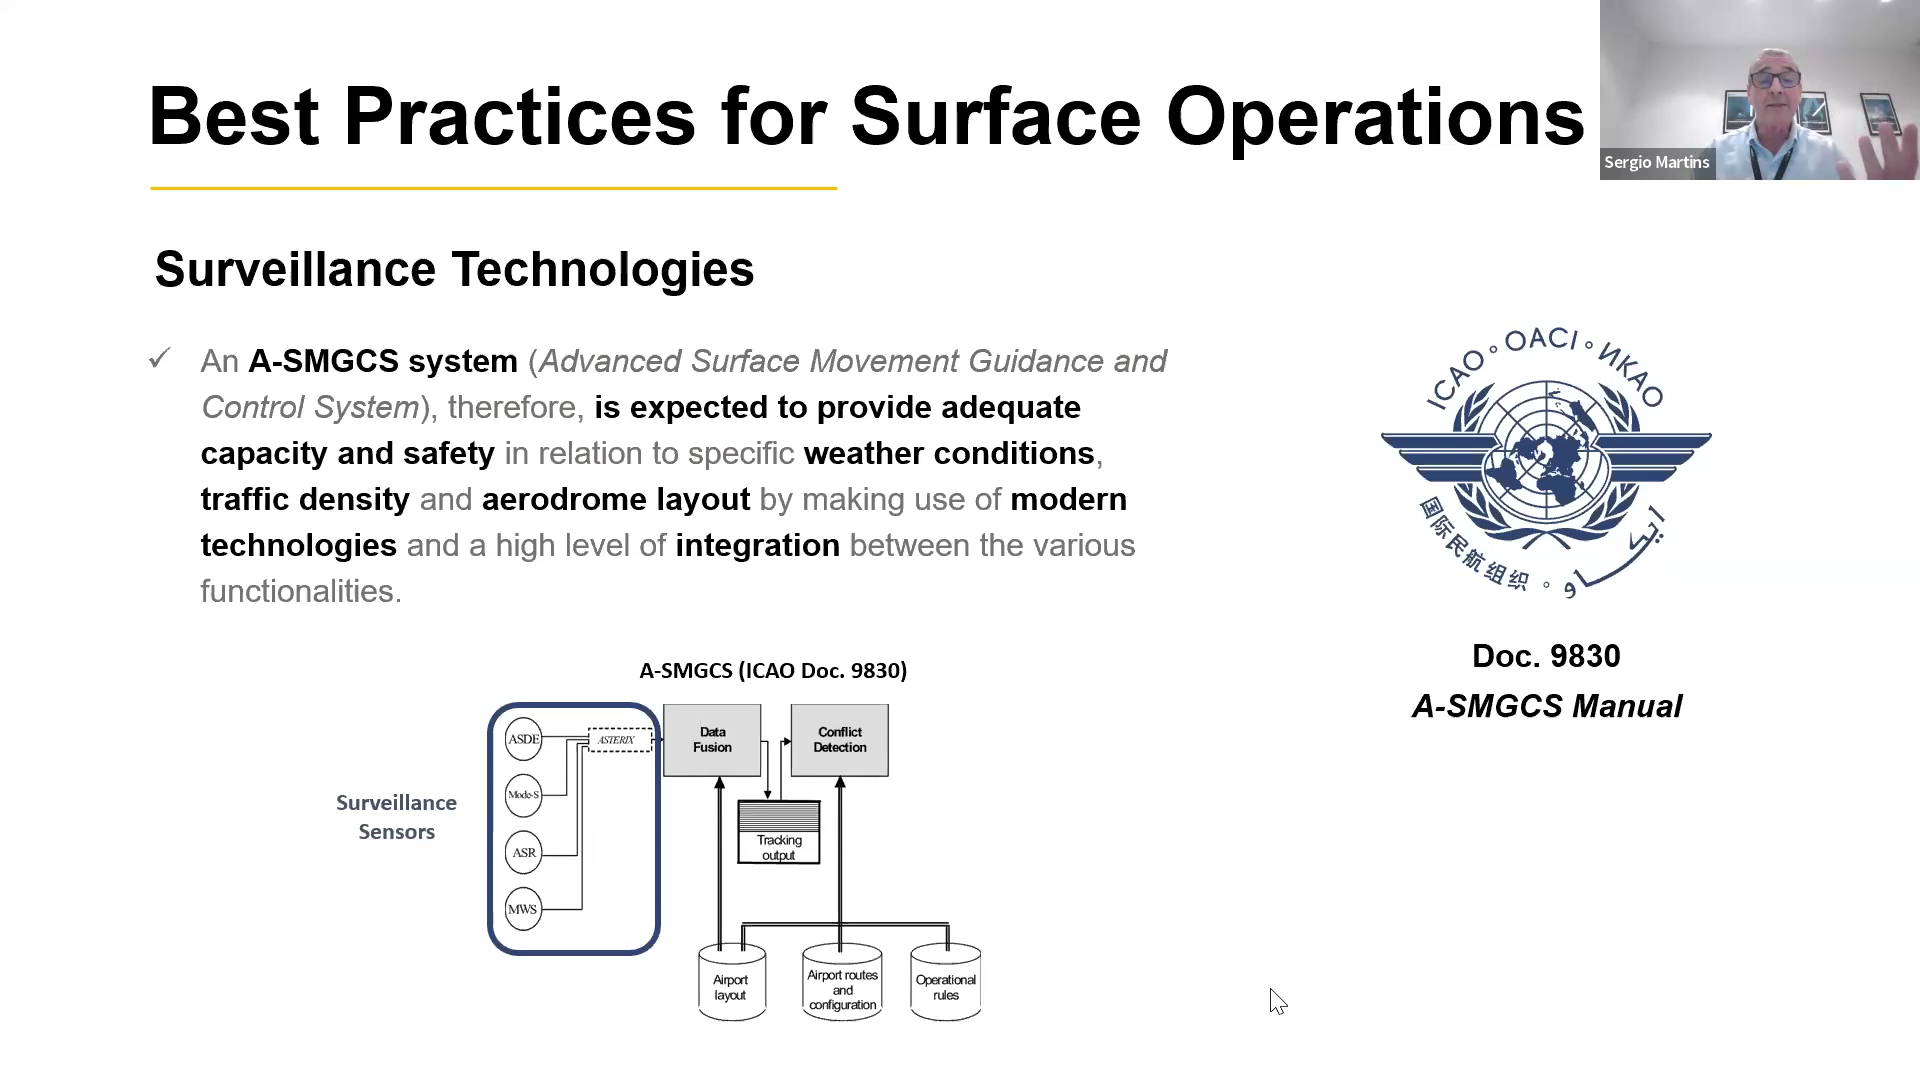 Best Practices for Surface Operations
Sergio Martins
Surveillance Technologies
✓ An A-SMGCS system (Advanced Surface Movement Guidance and
Control System), therefore, is expected to provide adequate
capacity and safety in relation to specific weather conditions,
traffic density and aerodrome layout by making use of modern
technologies and a high level of integration between the various
functionalities.
ICAO ° OACI ° ИКАО
国际民航组织 ° ايكاو
Doc. 9830
A-SMGCS Manual
A-SMGCS (ICAO Doc. 9830)
Surveillance
Sensors
ASDE
Mode-S
ASR
MWS
ASTERIX
Data
Fusion
Conflict
Detection
Tracking
output
Airport
layout
Airport routes
and
configuration
Operational
rules